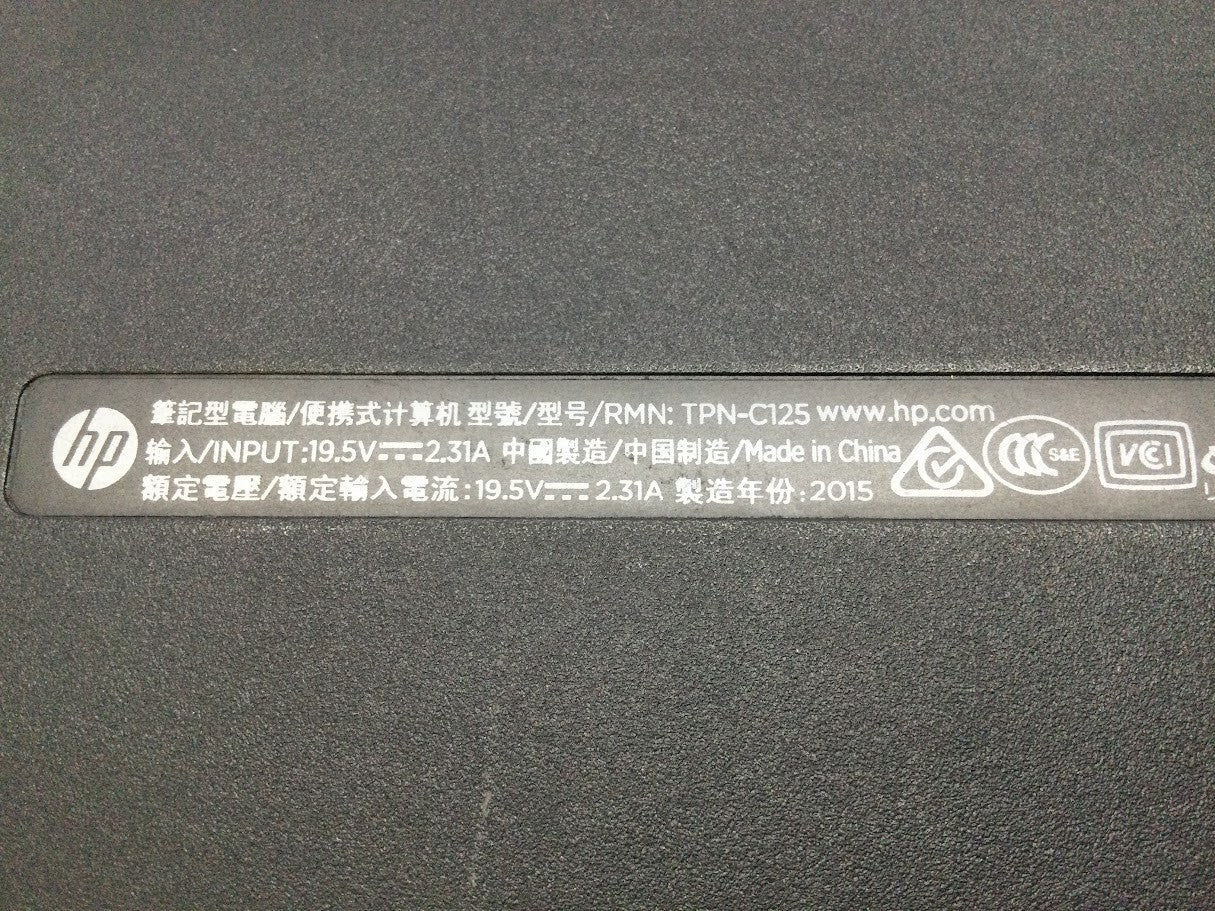 hp
筆記型電腦/便携式计算机 型號/型号/RMN: TPN-C125 www.hp.com
输入/INPUT:19.5V⎓2.31A 中國製造/中国制造/Made in China
額定電壓/額定輸入電流:19.5V⎓2.31A 製造年份:2015
CCC S&E
VCCI